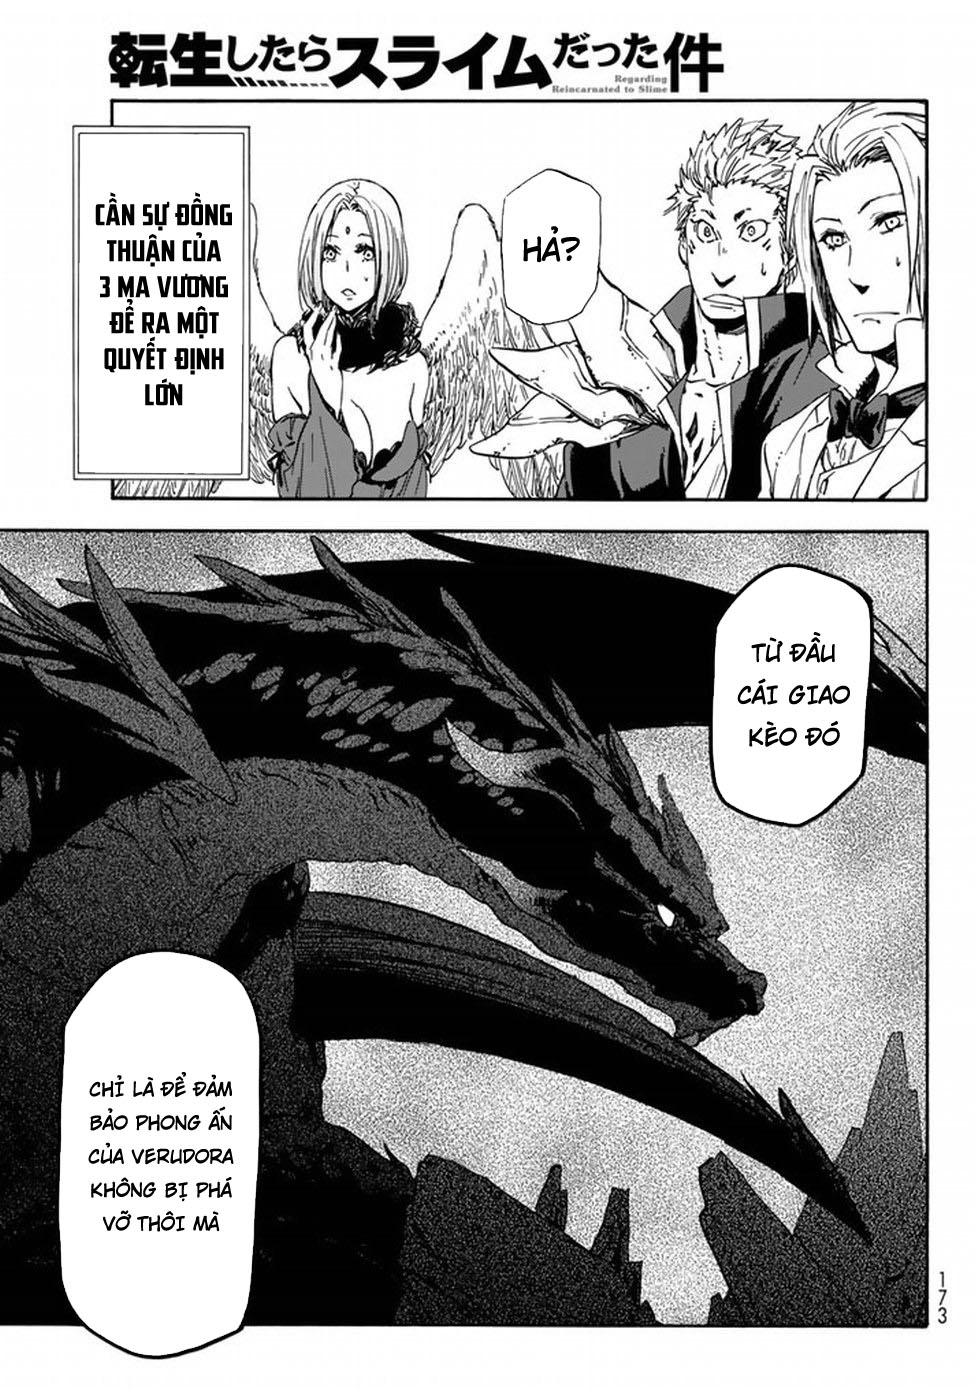 転生したらスライムだった件
Regarding
Reincarnated to Slime
HẢ?
CẦN SỰ ĐỒNG
THUẬN CỦA
3 MA VƯƠNG
ĐỂ RA MỘT
QUYẾT ĐỊNH
LỚN
TỪ ĐẦU
CÁI GIAO
KÈO ĐÓ
CHỈ LÀ ĐỂ ĐẢM
BẢO PHONG ẤN
CỦA VERUDORA
KHÔNG BỊ PHÁ
VỠ THÔI MÀ
173